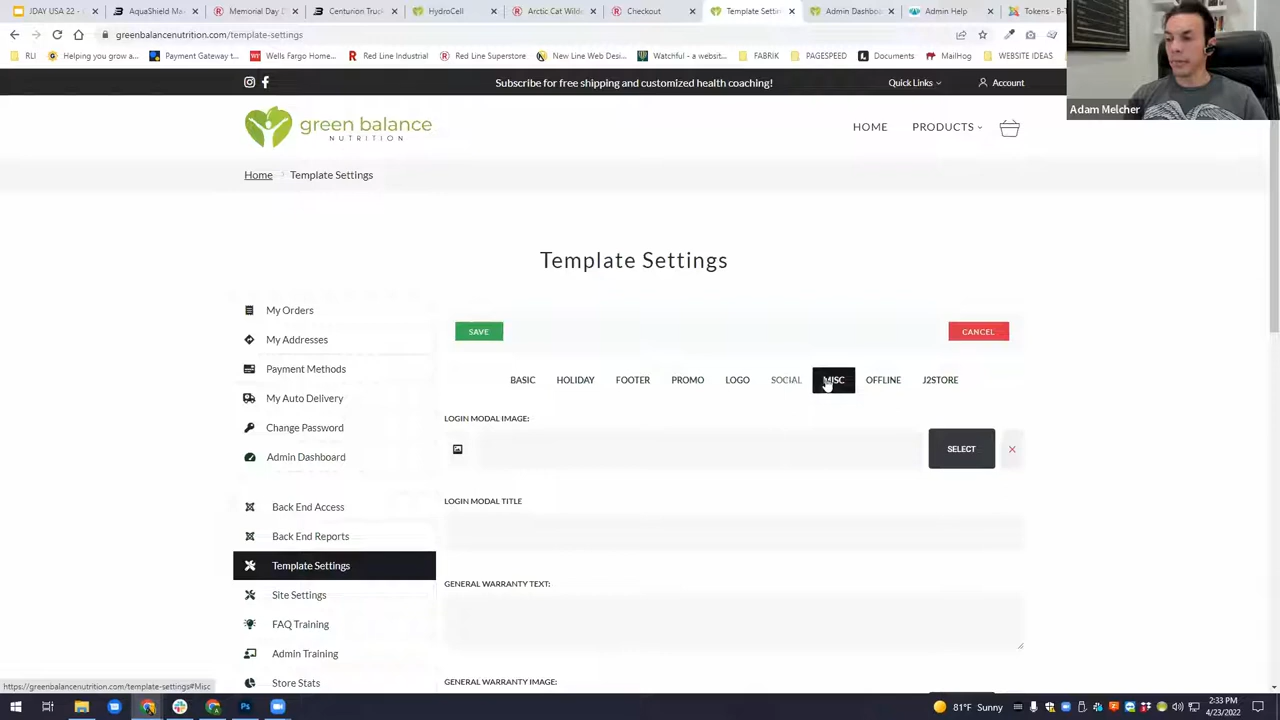 JDAY USA 22 -
AquaShield Ma
Memorial Day
Centurion Truck
HydroCell
Arctic Cat Wild
Checkout
Template Settin
Admin Dashboa
Admin Help
Tokens - B-T
greenbalancenutrition.com/template-settings
RLI
Helping you grow a...
Payment Gateway t...
Wells Fargo Home...
Red Line Industrial
Red Line Superstore
New Line Web Desi...
Watchful - a websit...
FABRIK
PAGESPEED
Documents
MailHog
WEBSITE IDEAS
Adam Melcher
Subscribe for free shipping and customized health coaching!
Quick Links
Account
green balance
NUTRITION
HOME
PRODUCTS
Home
Template Settings
Template Settings
My Orders
My Addresses
Payment Methods
My Auto Delivery
Change Password
Admin Dashboard
Back End Access
Back End Reports
Template Settings
Site Settings
FAQ Training
Admin Training
Store Stats
SAVE
CANCEL
BASIC
HOLIDAY
FOOTER
PROMO
LOGO
SOCIAL
MISC
OFFLINE
J2STORE
LOGIN MODAL IMAGE:
SELECT
LOGIN MODAL TITLE
GENERAL WARRANTY TEXT:
GENERAL WARRANTY IMAGE:
https://greenbalancenutrition.com/template-settings#Misc
81°F Sunny
2:33 PM
4/23/2022